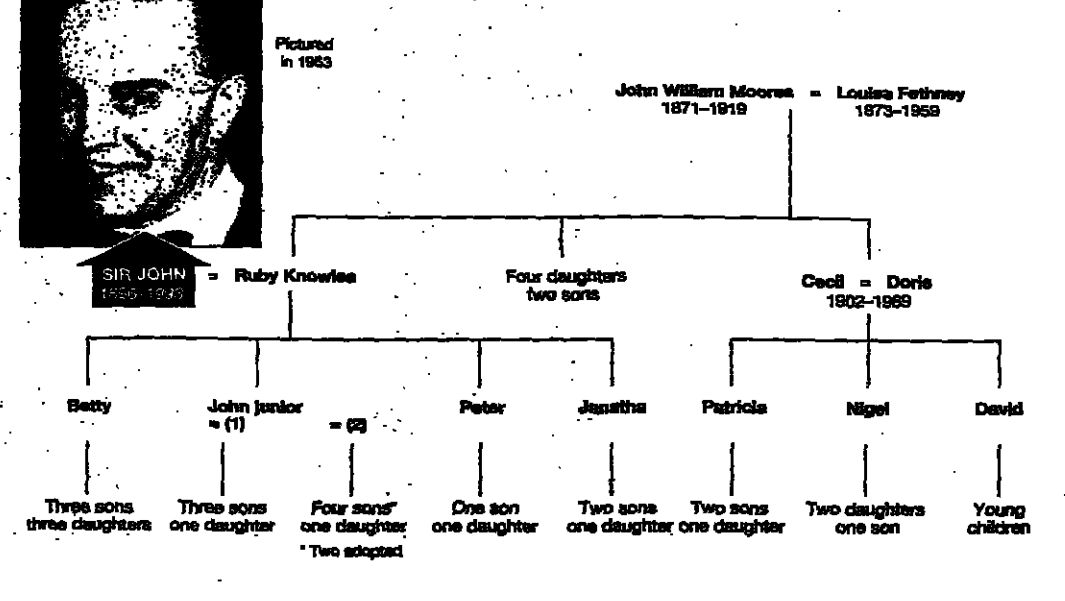 Pictured
in 1963
John William Moores = Louisa Fethney
1871–1919
1873–1959
SIR JOHN = Ruby Knowles
Four daughters
two sons
Cecil = Doris
1902–1969
Betty
John junior
= (1)
= (2)
Peter
Janatha
Patricia
Nigel
David
Three sons
three daughters
Three sons
one daughter
Four sons*
one daughter
* Two adopted
One son
one daughter
Two sons
one daughter
Two sons
one daughter
Two daughters
one son
Young
children